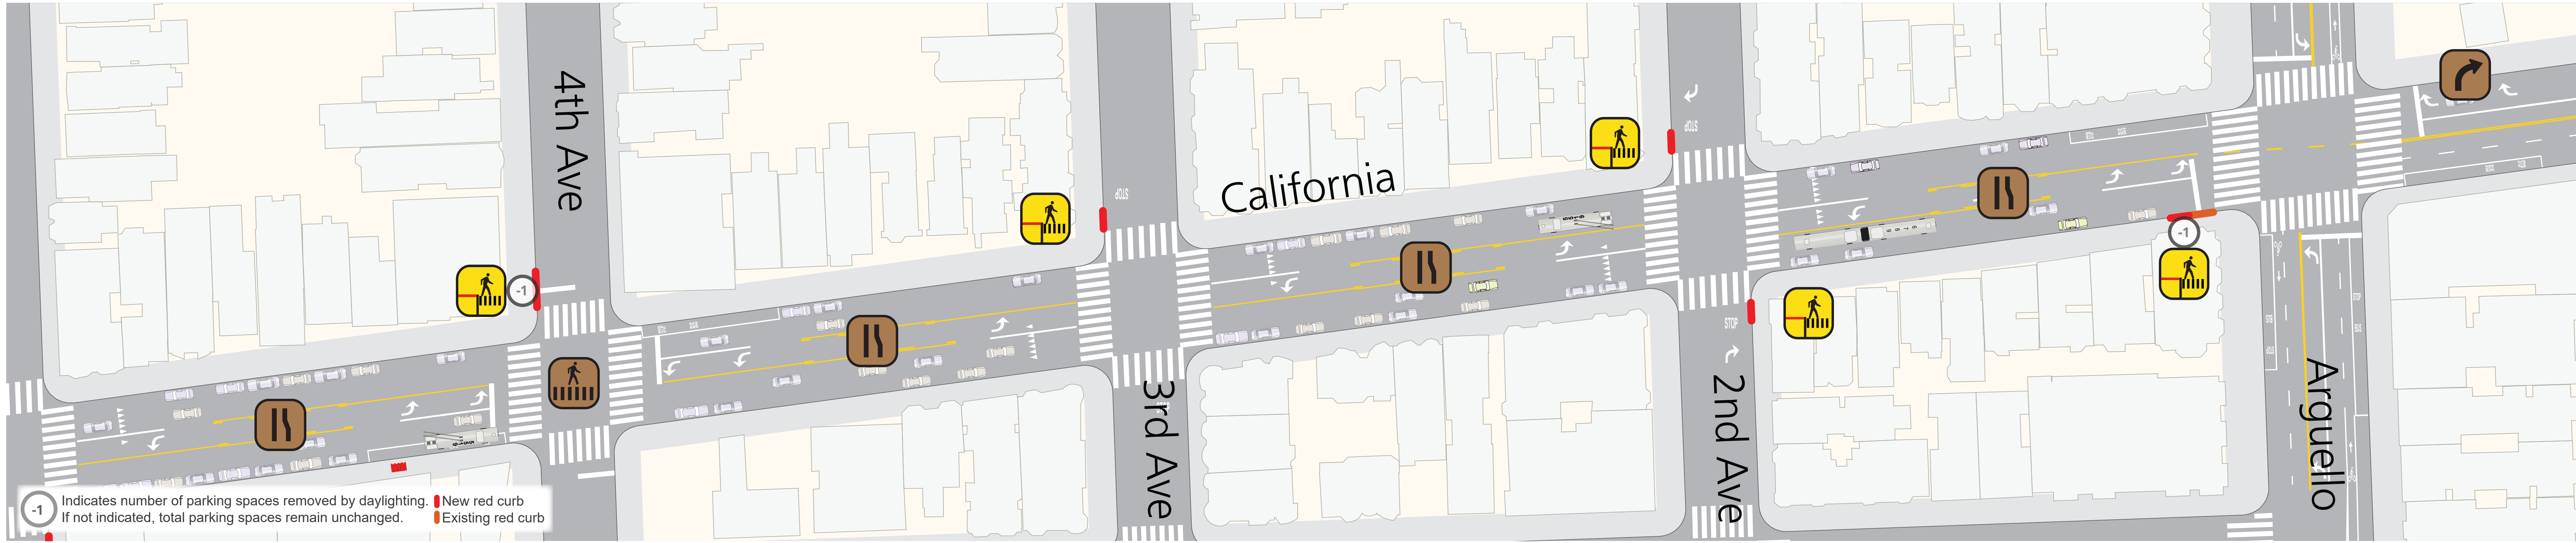 4th Ave
California
STOP
STOP
-1
-1
STOP
3rd Ave
2nd Ave
Arguello
-1
Indicates number of parking spaces removed by daylighting.
If not indicated, total parking spaces remain unchanged.
New red curb
Existing red curb